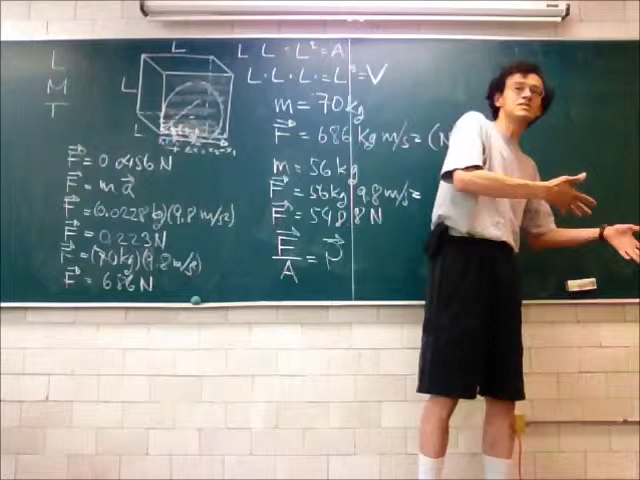 L
M
T
L
L
L
F = 0.0456 N
F = m a
F = (0.0228 kg)(9.8 m/s²)
F = 0.223 N
F = (70 kg)(9.8 m/s²)
F = 686 N
L · L = L² = A
L · L · L = L³ = V
m = 70 kg
F = 686 kg m/s² (N
m = 56 kg
F = 56 kg 9.8 m/s² =
F = 548.8 N
F/A = P